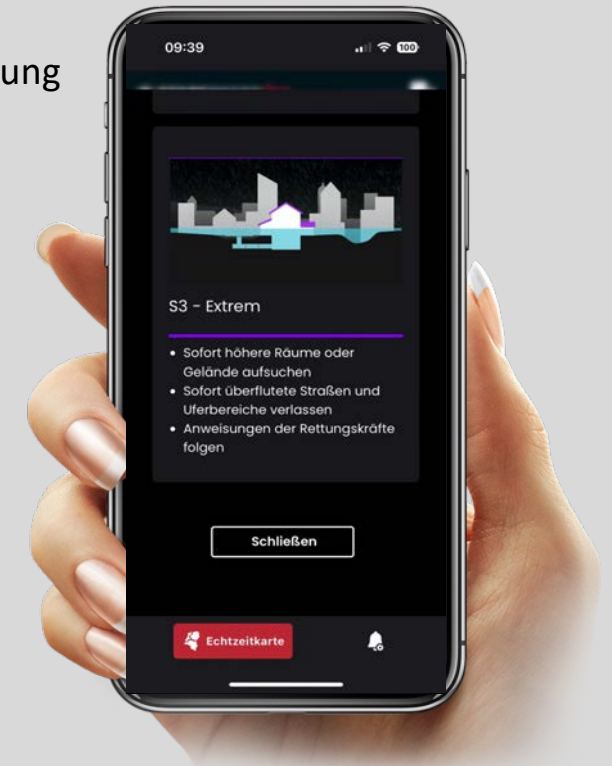 ung
09:39
100
S3 - Extrem
• Sofort höhere Räume oder
Gelände aufsuchen
• Sofort überflutete Straßen und
Uferbereiche verlassen
• Anweisungen der Rettungskräfte
folgen
Schließen
Echtzeitkarte